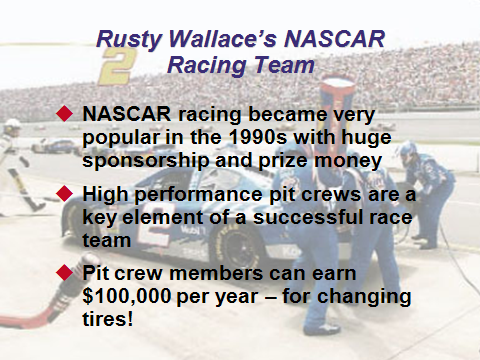 Rusty Wallace's NASCAR
Racing Team
2
NASCAR racing became very
popular in the 1990s with huge
sponsorship and prize money
High performance pit crews are a
key element of a successful race
team
Pit crew members can earn
$100,000 per year – for changing
tires!